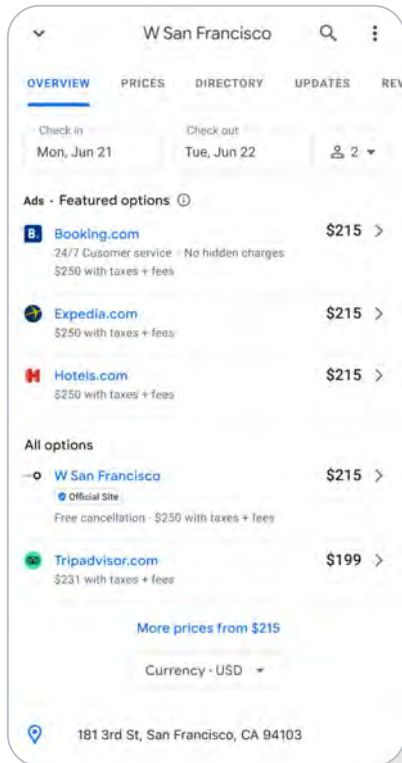 W San Francisco
OVERVIEW PRICES DIRECTORY UPDATES REV
Check in
Mon, Jun 21
Check out
Tue, Jun 22
2
Ads · Featured options
B.
Booking.com $215
24/7 Cusomer service · No hidden charges
$250 with taxes + fees
Expedia.com $215
$250 with taxes + fees
H
Hotels.com $215
$250 with taxes + fees
All options
W San Francisco $215
Official Site
Free cancellation · $250 with taxes + fees
Tripadvisor.com $199
$231 with taxes + fees
More prices from $215
Currency · USD
181 3rd St, San Francisco, CA 94103